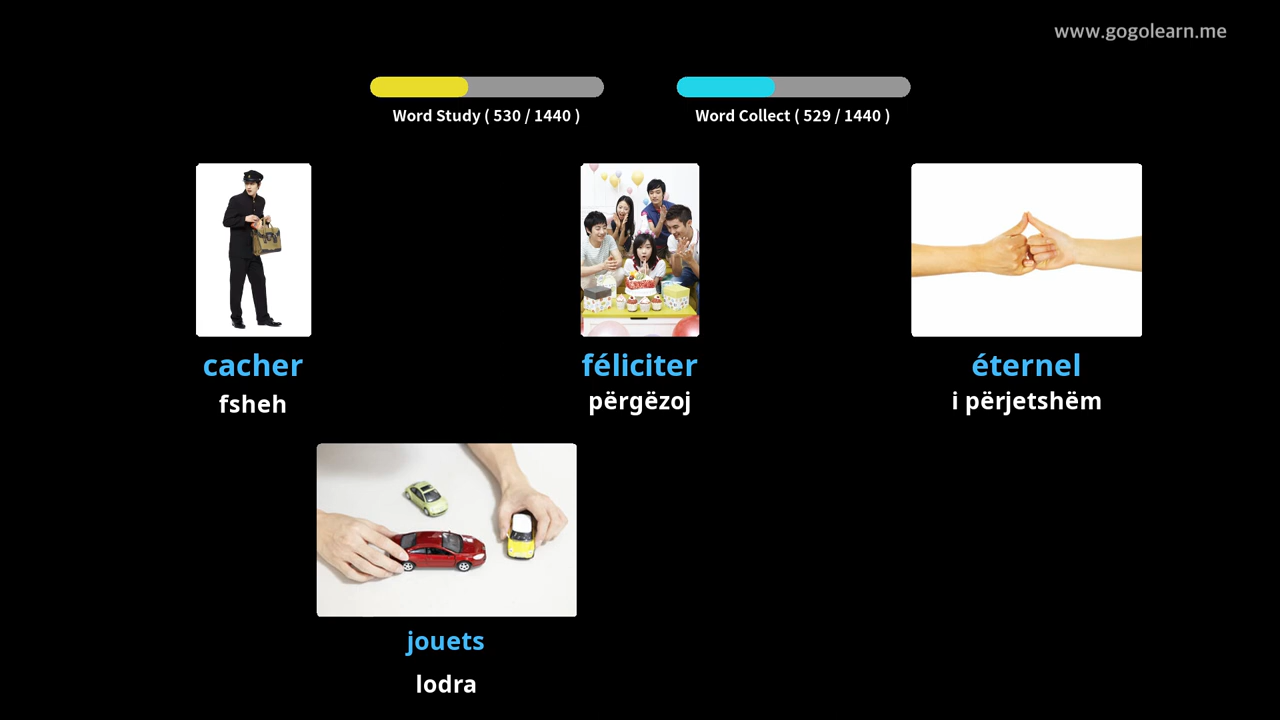 www.gogolearn.me
Word Study ( 530 / 1440 )
Word Collect ( 529 / 1440 )
cacher
fsheh
féliciter
përgëzoj
éternel
i përjetshëm
jouets
lodra